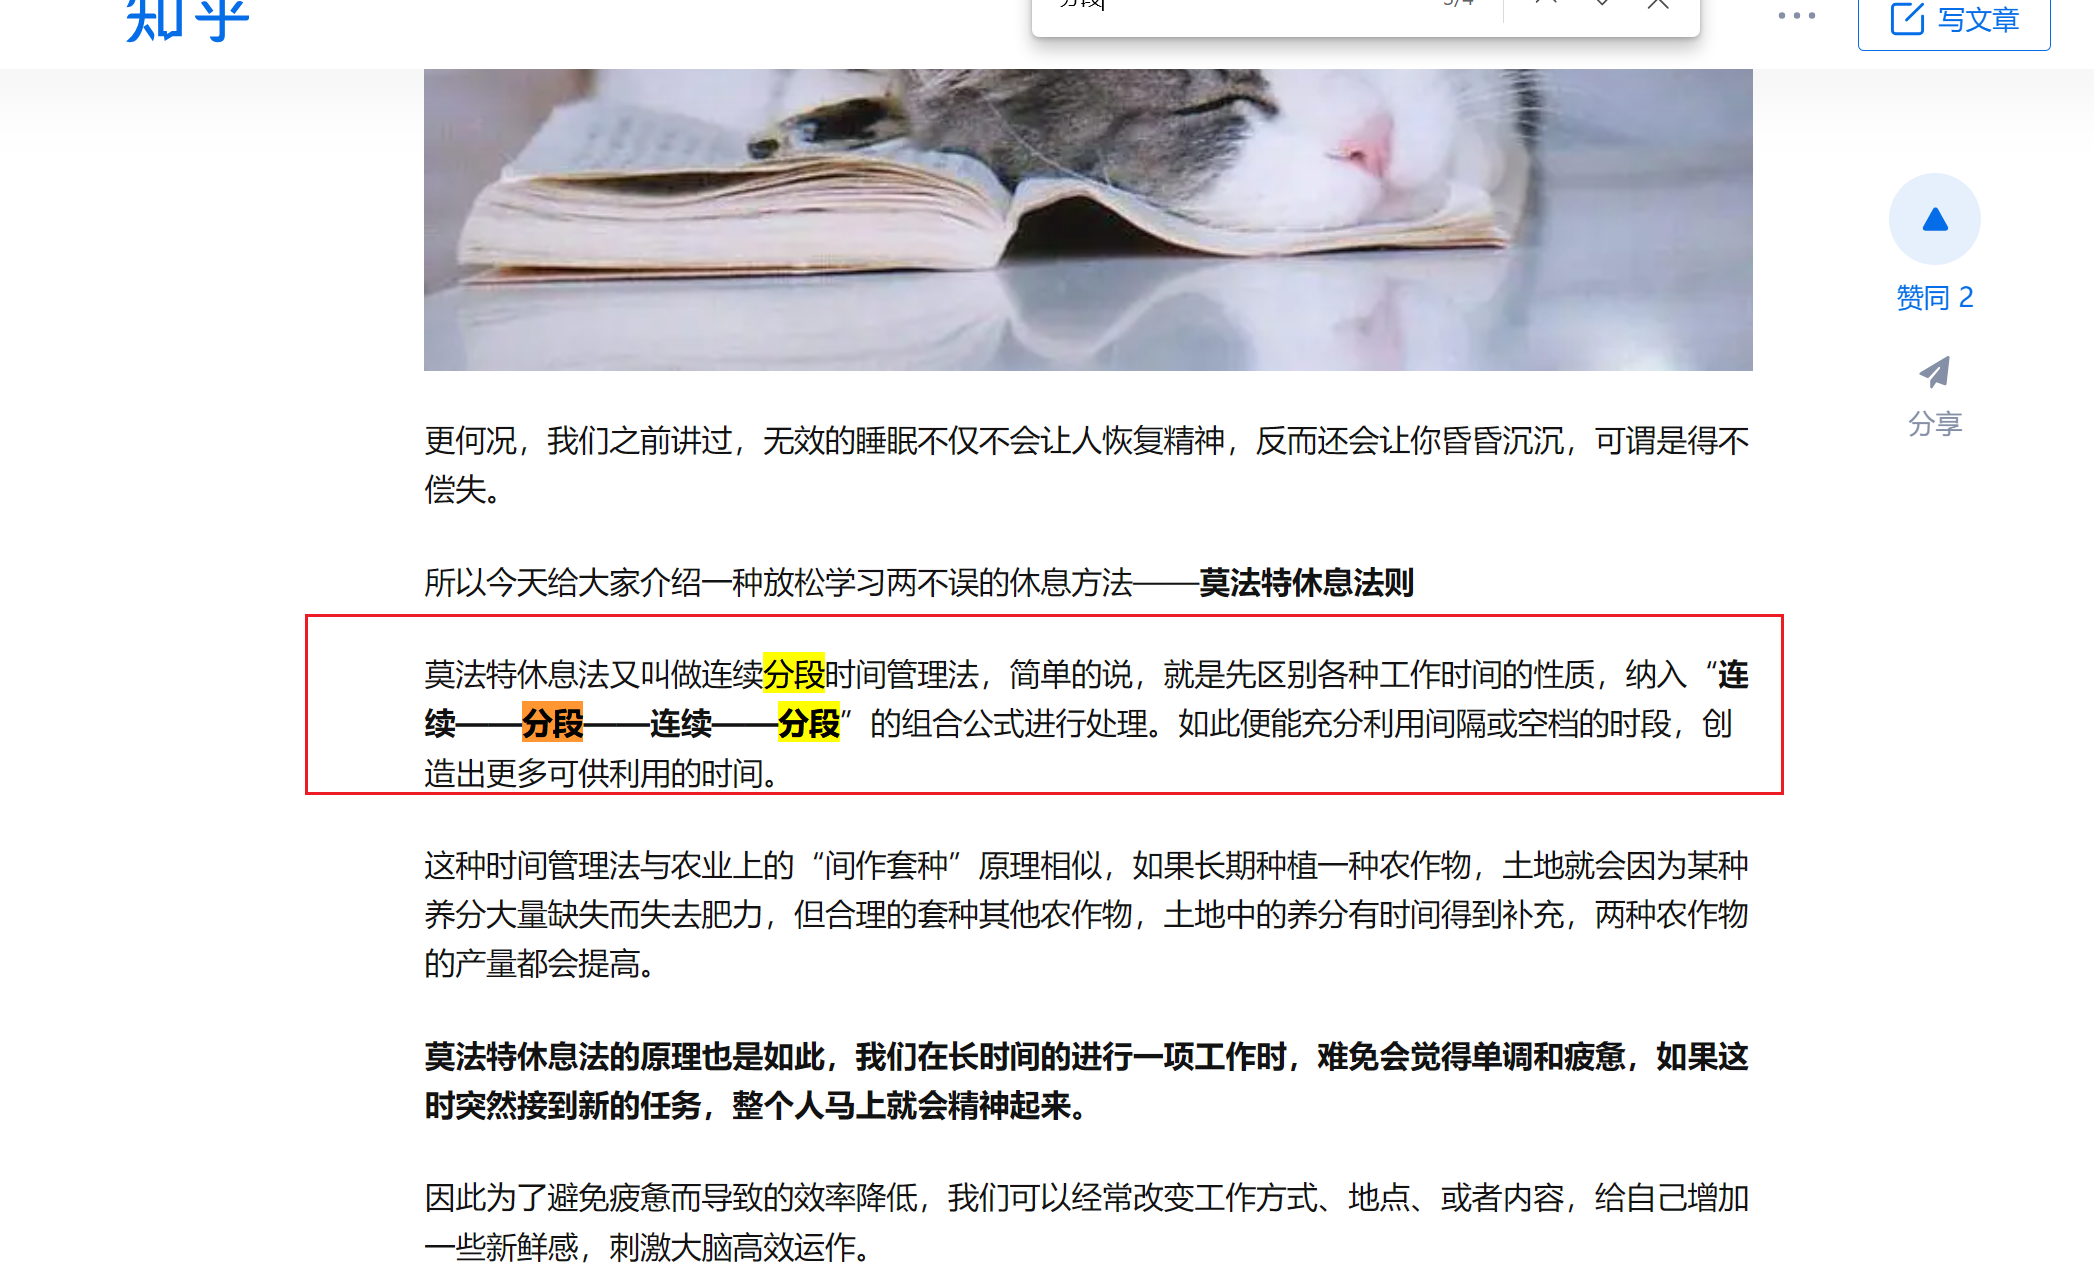 知乎
分段
3/4
写文章
赞同 2
分享
更何况，我们之前讲过，无效的睡眠不仅不会让人恢复精神，反而还会让你昏昏沉沉，可谓是得不
偿失。
所以今天给大家介绍一种放松学习两不误的休息方法——莫法特休息法则
莫法特休息法又叫做连续分段时间管理法，简单的说，就是先区别各种工作时间的性质，纳入“连
续——分段——连续——分段”的组合公式进行处理。如此便能充分利用间隔或空档的时段，创
造出更多可供利用的时间。
这种时间管理法与农业上的“间作套种”原理相似，如果长期种植一种农作物，土地就会因为某种
养分大量缺失而失去肥力，但合理的套种其他农作物，土地中的养分有时间得到补充，两种农作物
的产量都会提高。
莫法特休息法的原理也是如此，我们在长时间的进行一项工作时，难免会觉得单调和疲惫，如果这
时突然接到新的任务，整个人马上就会精神起来。
因此为了避免疲惫而导致的效率降低，我们可以经常改变工作方式、地点、或者内容，给自己增加
一些新鲜感，刺激大脑高效运作。